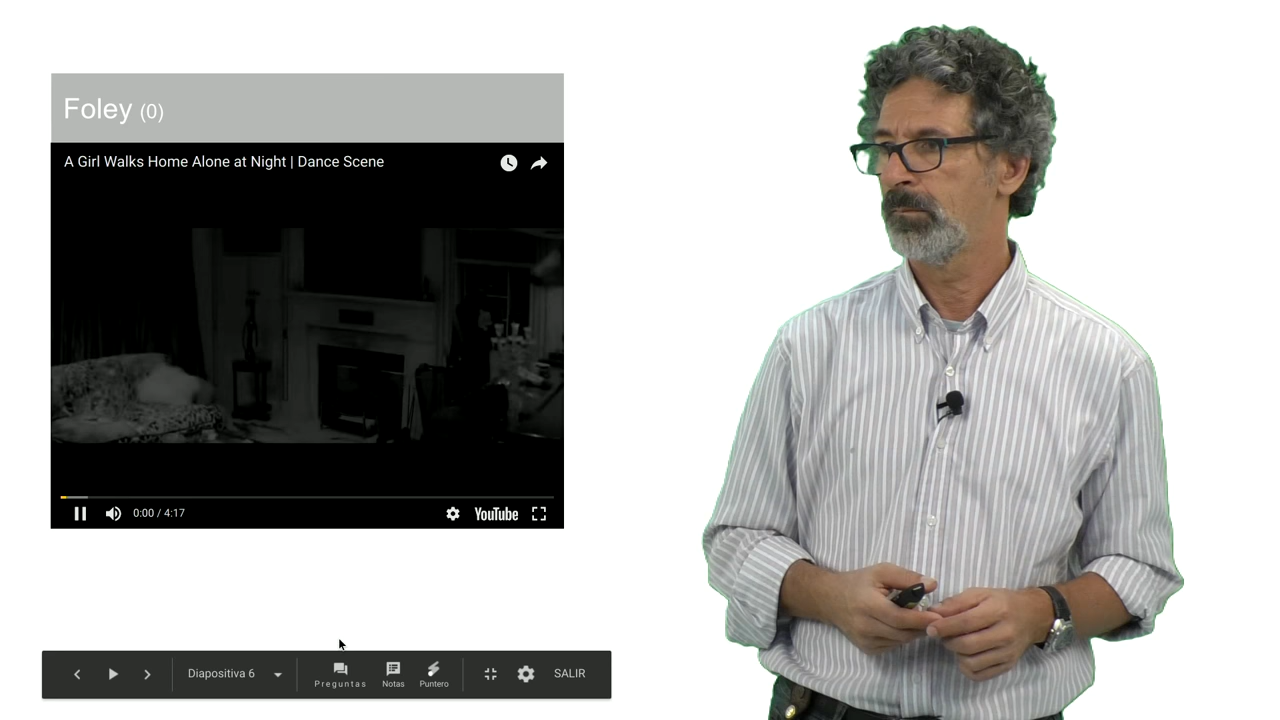 Foley (0)
A Girl Walks Home Alone at Night | Dance Scene
0:00 / 4:17
YouTube
Diapositiva 6
Preguntas
Notas
Puntero
SALIR